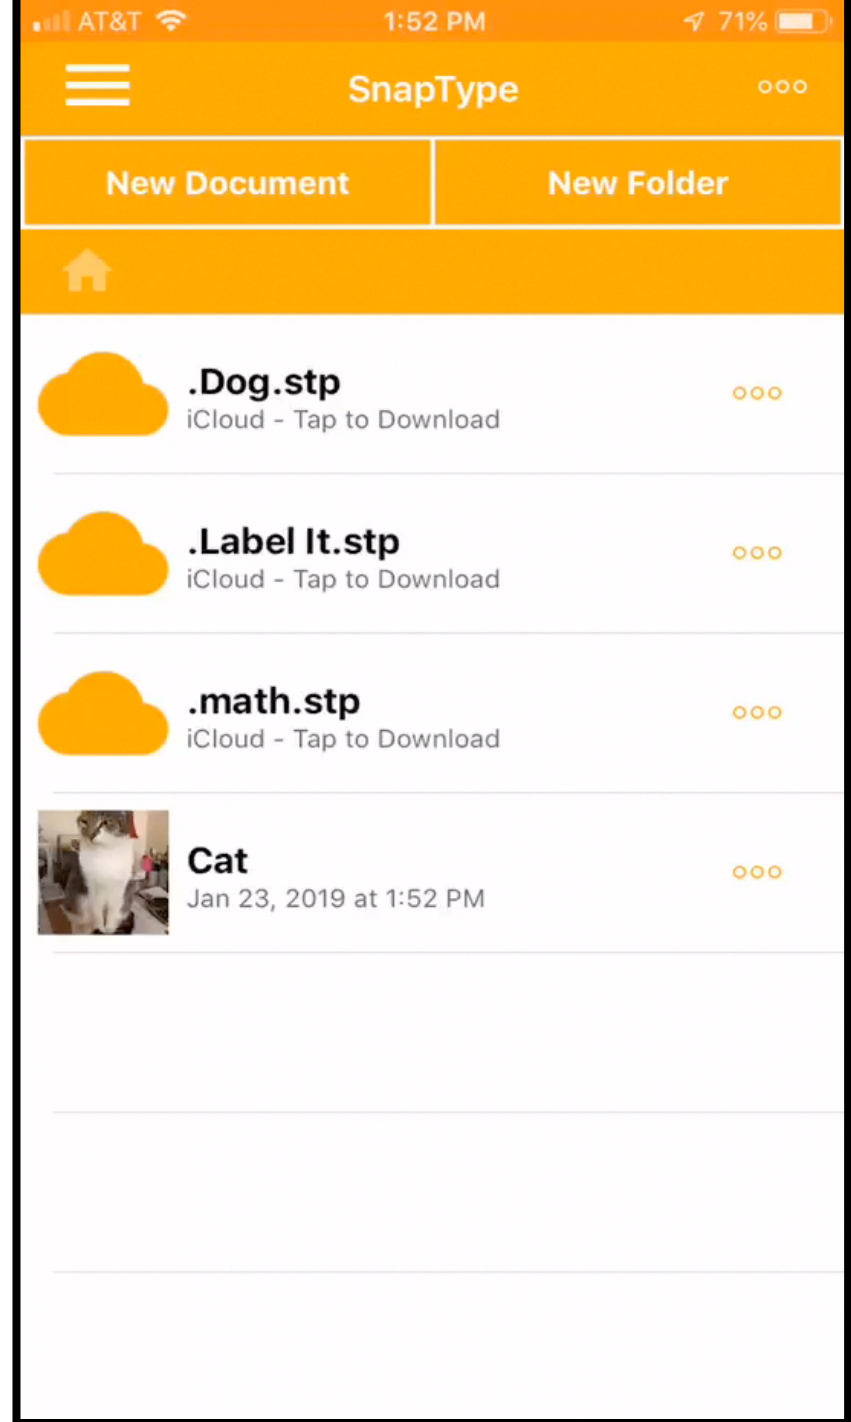 AT&T 1:52 PM 71%
SnapType
New Document New Folder
.Dog.stp
iCloud - Tap to Download
.Label It.stp
iCloud - Tap to Download
.math.stp
iCloud - Tap to Download
Cat
Jan 23, 2019 at 1:52 PM